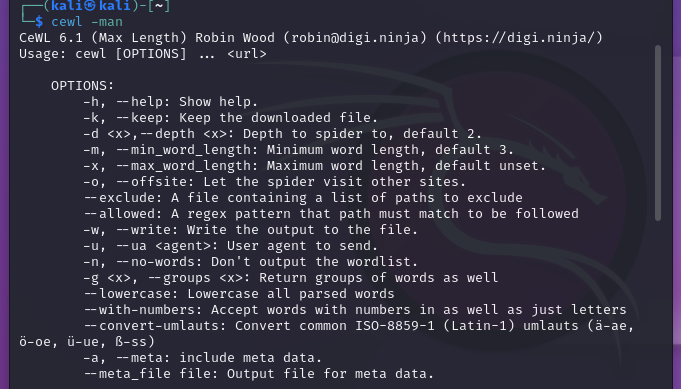 ┌──(kali㉿kali)-[~]
└─$ cewl -man
CeWL 6.1 (Max Length) Robin Wood (robin@digi.ninja) (https://digi.ninja/)
Usage: cewl [OPTIONS] ... <url>
OPTIONS:
-h, --help: Show help.
-k, --keep: Keep the downloaded file.
-d <x>,--depth <x>: Depth to spider to, default 2.
-m, --min_word_length: Minimum word length, default 3.
-x, --max_word_length: Maximum word length, default unset.
-o, --offsite: Let the spider visit other sites.
--exclude: A file containing a list of paths to exclude
--allowed: A regex pattern that path must match to be followed
-w, --write: Write the output to the file.
-u, --ua <agent>: User agent to send.
-n, --no-words: Don't output the wordlist.
-g <x>, --groups <x>: Return groups of words as well
--lowercase: Lowercase all parsed words
--with-numbers: Accept words with numbers in as well as just letters
--convert-umlauts: Convert common ISO-8859-1 (Latin-1) umlauts (ä-ae,
ö-oe, ü-ue, ß-ss)
-a, --meta: include meta data.
--meta_file file: Output file for meta data.